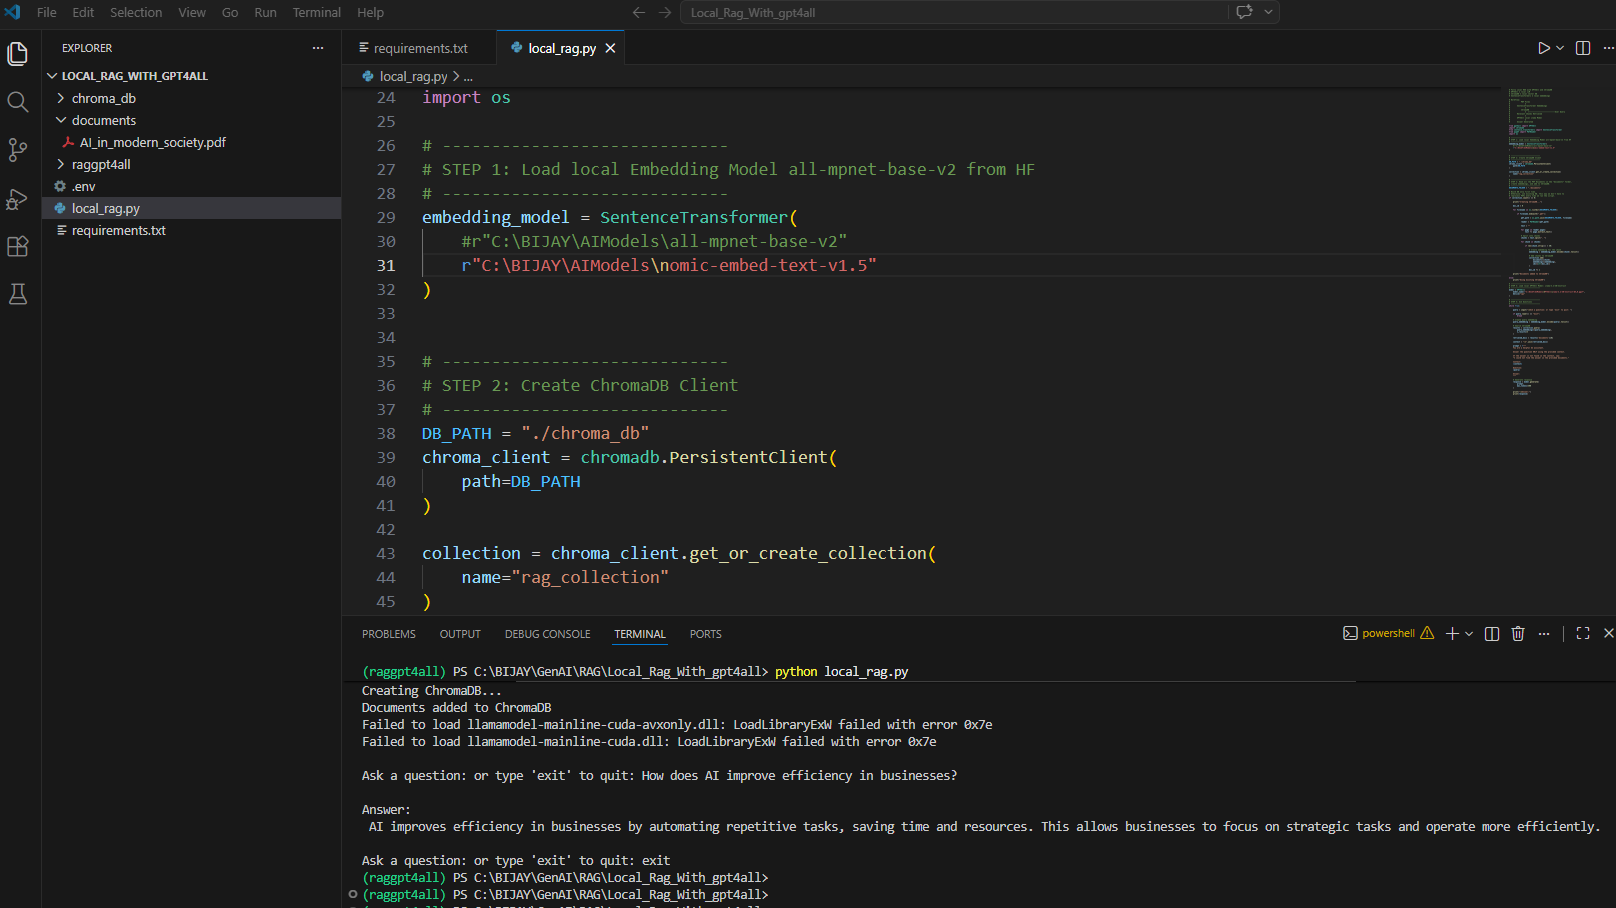 File Edit Selection View Go Run Terminal Help
Local_Rag_With_gpt4all
EXPLORER
LOCAL_RAG_WITH_GPT4ALL
chroma_db
documents
AI_in_modern_society.pdf
raggpt4all
.env
local_rag.py
requirements.txt
requirements.txt local_rag.py
local_rag.py > ...
24 import os
25
26 # -----------------------------
27 # STEP 1: Load local Embedding Model all-mpnet-base-v2 from HF
28 # -----------------------------
29 embedding_model = SentenceTransformer(
30 #r"C:\BIJAY\AIModels\all-mpnet-base-v2"
31 r"C:\BIJAY\AIModels\nomic-embed-text-v1.5"
32 )
33
34
35 # -----------------------------
36 # STEP 2: Create ChromaDB Client
37 # -----------------------------
38 DB_PATH = "./chroma_db"
39 chroma_client = chromadb.PersistentClient(
40 path=DB_PATH
41 )
42
43 collection = chroma_client.get_or_create_collection(
44 name="rag_collection"
45 )
PROBLEMS OUTPUT DEBUG CONSOLE TERMINAL PORTS
powershell
(raggpt4all) PS C:\BIJAY\GenAI\RAG\Local_Rag_With_gpt4all> python local_rag.py
Creating ChromaDB...
Documents added to ChromaDB
Failed to load llamamodel-mainline-cuda-avxonly.dll: LoadLibraryExW failed with error 0x7e
Failed to load llamamodel-mainline-cuda.dll: LoadLibraryExW failed with error 0x7e
Ask a question: or type 'exit' to quit: How does AI improve efficiency in businesses?
Answer:
AI improves efficiency in businesses by automating repetitive tasks, saving time and resources. This allows businesses to focus on strategic tasks and operate more efficiently.
Ask a question: or type 'exit' to quit: exit
(raggpt4all) PS C:\BIJAY\GenAI\RAG\Local_Rag_With_gpt4all>
(raggpt4all) PS C:\BIJAY\GenAI\RAG\Local_Rag_With_gpt4all>